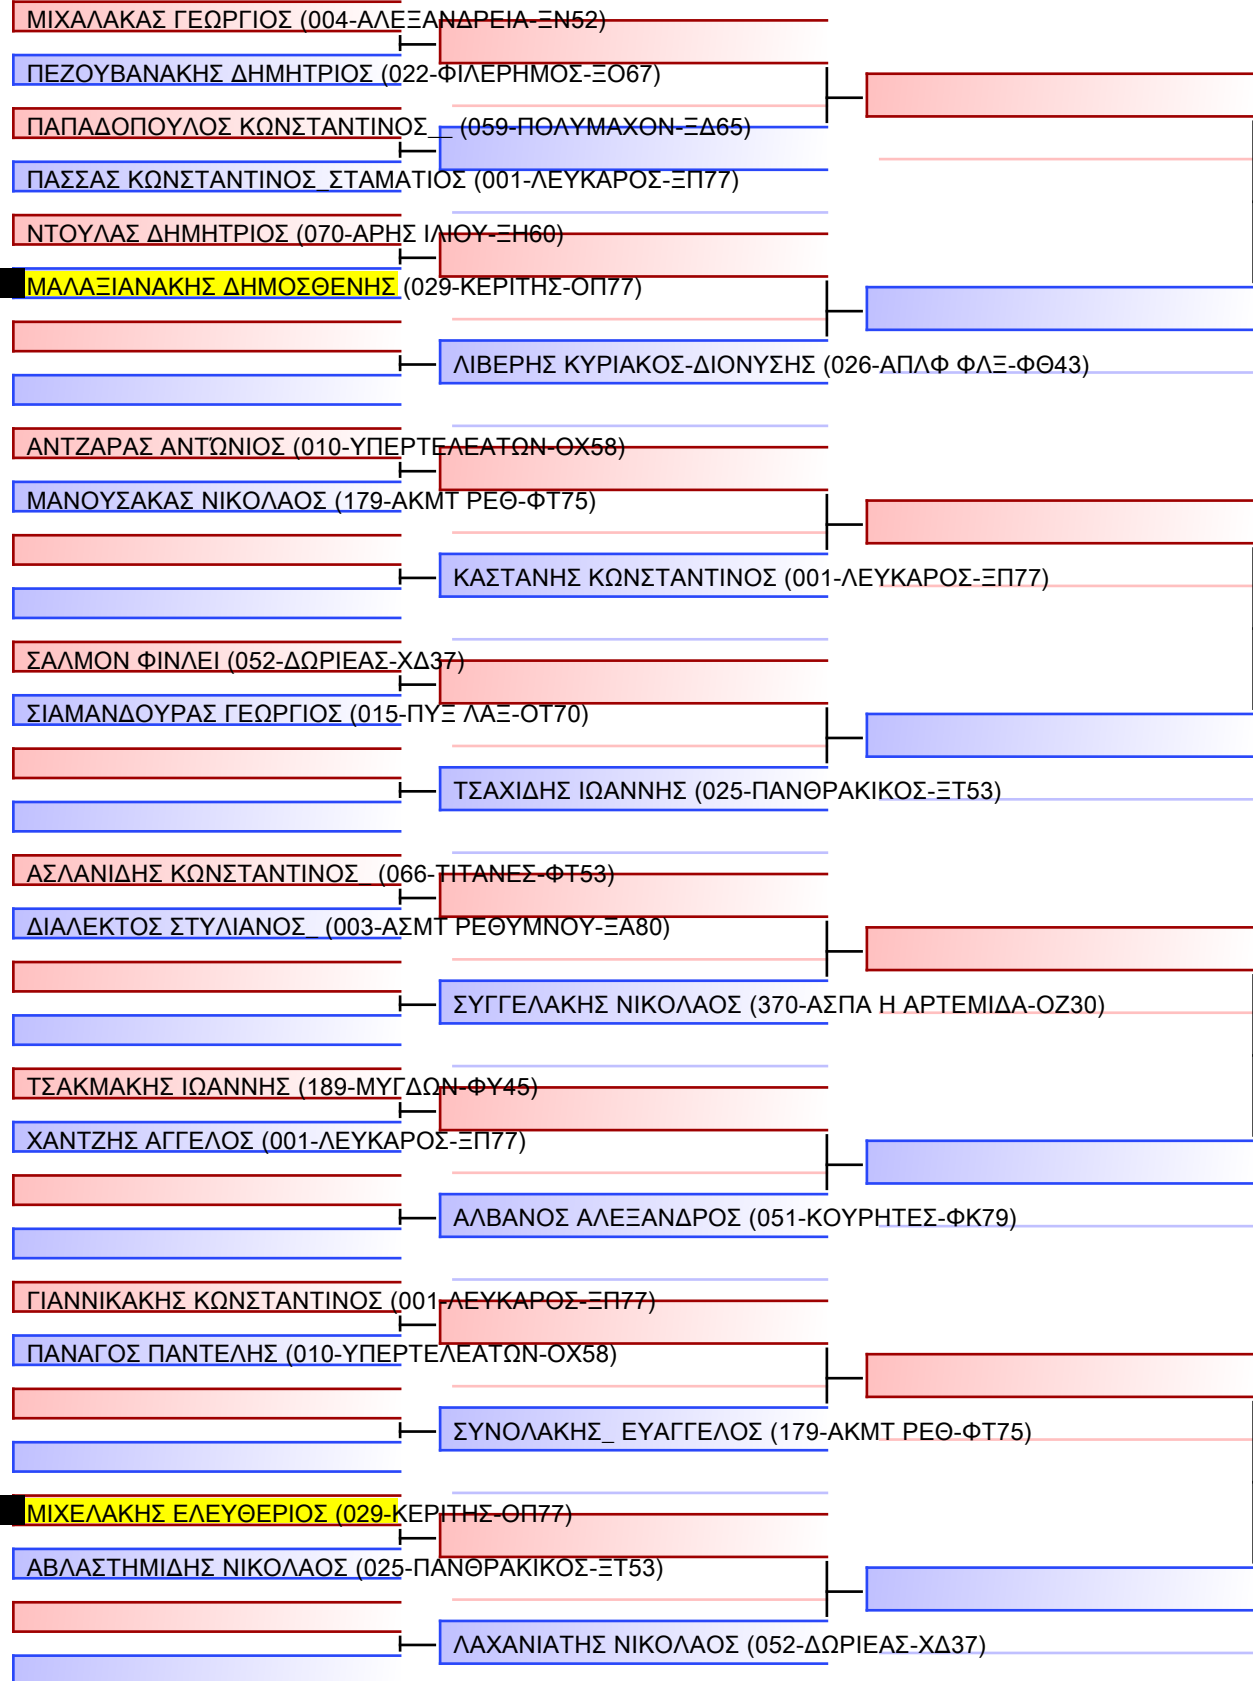 ΜΙΧΑΛΑΚΑΣ ΓΕΩΡΓΙΟΣ (004-ΑΛΕΞΑΝΔΡΕΙΑ-ΞΝ52)
ΠΕΖΟΥΒΑΝΑΚΗΣ ΔΗΜΗΤΡΙΟΣ (022-ΦΙΛΕΡΗΜΟΣ-ΞΟ67)
ΠΑΠΑΔΟΠΟΥΛΟΣ ΚΩΝΣΤΑΝΤΙΝΟΣ__ (059-ΠΟΛΥΜΑΧΟΝ-ΞΔ65)
ΠΑΣΣΑΣ ΚΩΝΣΤΑΝΤΙΝΟΣ_ΣΤΑΜΑΤΙΟΣ (001-ΛΕΥΚΑΡΟΣ-ΞΠ77)
ΝΤΟΥΛΑΣ ΔΗΜΗΤΡΙΟΣ (070-ΑΡΗΣ ΙΛΙΟΥ-ΞΗ60)
ΜΑΛΑΞΙΑΝΑΚΗΣ ΔΗΜΟΣΘΕΝΗΣ (029-ΚΕΡΙΤΗΣ-ΟΠ77)
ΛΙΒΕΡΗΣ ΚΥΡΙΑΚΟΣ-ΔΙΟΝΥΣΗΣ (026-ΑΠΛΦ ΦΛΞ-ΦΘ43)
ΑΝΤΖΑΡΑΣ ΑΝΤΏΝΙΟΣ (010-ΥΠΕΡΤΕΛΕΑΤΩΝ-ΟΧ58)
ΜΑΝΟΥΣΑΚΑΣ ΝΙΚΟΛΑΟΣ (179-ΑΚΜΤ ΡΕΘ-ΦΤ75)
ΚΑΣΤΑΝΗΣ ΚΩΝΣΤΑΝΤΙΝΟΣ (001-ΛΕΥΚΑΡΟΣ-ΞΠ77)
ΣΑΛΜΟΝ ΦΙΝΛΕΙ (052-ΔΩΡΙΕΑΣ-ΧΔ37)
ΣΙΑΜΑΝΔΟΥΡΑΣ ΓΕΩΡΓΙΟΣ (015-ΠΥΞ ΛΑΞ-ΟΤ70)
ΤΣΑΧΙΔΗΣ ΙΩΑΝΝΗΣ (025-ΠΑΝΘΡΑΚΙΚΟΣ-ΞΤ53)
ΑΣΛΑΝΙΔΗΣ ΚΩΝΣΤΑΝΤΙΝΟΣ_ (066-ΤΙΤΑΝΕΣ-ΦΤ53)
ΔΙΑΛΕΚΤΟΣ ΣΤΥΛΙΑΝΟΣ_ (003-ΑΣΜΤ ΡΕΘΥΜΝΟΥ-ΞΑ80)
ΣΥΓΓΕΛΑΚΗΣ ΝΙΚΟΛΑΟΣ (370-ΑΣΠΑ Η ΑΡΤΕΜΙΔΑ-ΟΖ30)
ΤΣΑΚΜΑΚΗΣ ΙΩΑΝΝΗΣ (189-ΜΥΓΔΩΝ-ΦΥ45)
ΧΑΝΤΖΗΣ ΑΓΓΕΛΟΣ (001-ΛΕΥΚΑΡΟΣ-ΞΠ77)
ΑΛΒΑΝΟΣ ΑΛΕΞΑΝΔΡΟΣ (051-ΚΟΥΡΗΤΕΣ-ΦΚ79)
ΓΙΑΝΝΙΚΑΚΗΣ ΚΩΝΣΤΑΝΤΙΝΟΣ (001-ΛΕΥΚΑΡΟΣ-ΞΠ77)
ΠΑΝΑΓΟΣ ΠΑΝΤΕΛΗΣ (010-ΥΠΕΡΤΕΛΕΑΤΩΝ-ΟΧ58)
ΣΥΝΟΛΑΚΗΣ_ ΕΥΑΓΓΕΛΟΣ (179-ΑΚΜΤ ΡΕΘ-ΦΤ75)
ΜΙΧΕΛΑΚΗΣ ΕΛΕΥΘΕΡΙΟΣ (029-ΚΕΡΙΤΗΣ-ΟΠ77)
ΑΒΛΑΣΤΗΜΙΔΗΣ ΝΙΚΟΛΑΟΣ (025-ΠΑΝΘΡΑΚΙΚΟΣ-ΞΤ53)
ΛΑΧΑΝΙΑΤΗΣ ΝΙΚΟΛΑΟΣ (052-ΔΩΡΙΕΑΣ-ΧΔ37)